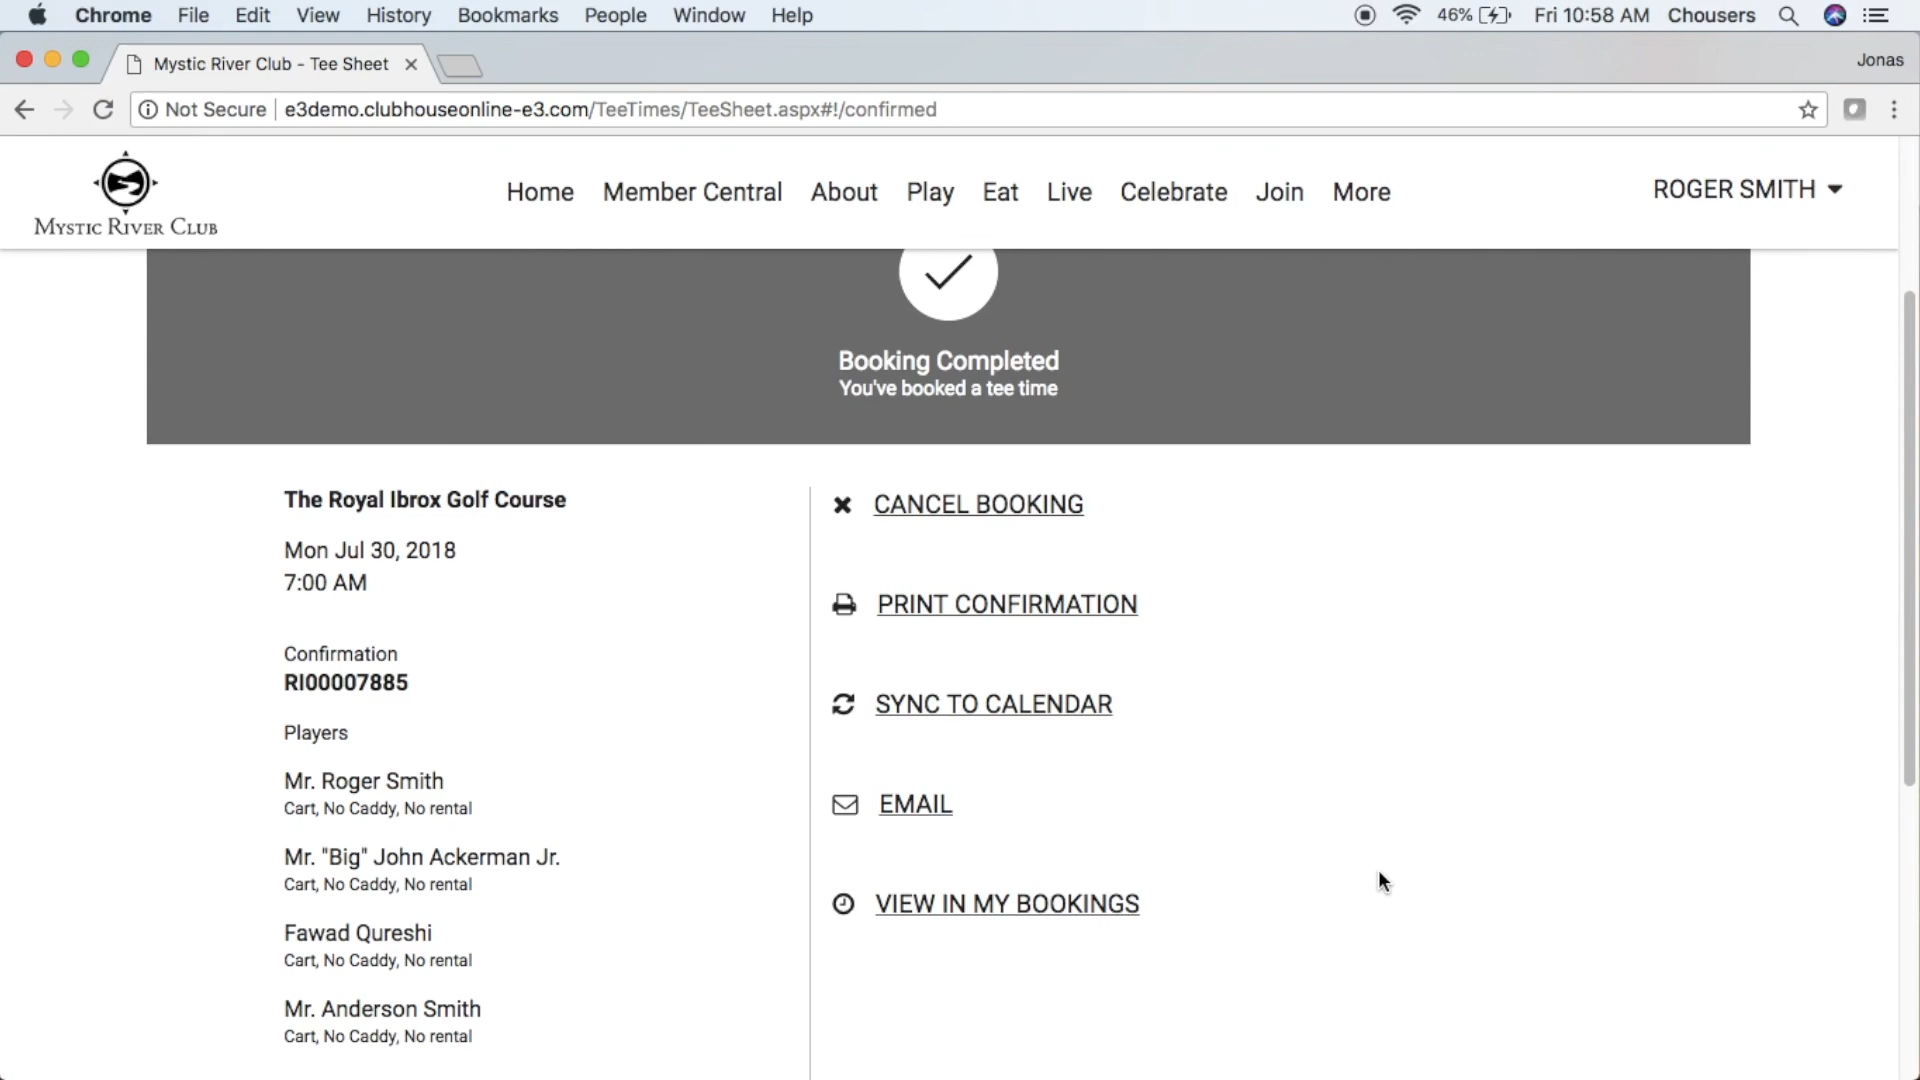 Chrome File Edit View History Bookmarks People Window Help 46% Fri 10:58 AM Chousers
Mystic River Club - Tee Sheet Jonas
Not Secure e3demo.clubhouseonline-e3.com/TeeTimes/TeeSheet.aspx#!/confirmed
MYSTIC RIVER CLUB
Home Member Central About Play Eat Live Celebrate Join More
ROGER SMITH
Booking Completed
You've booked a tee time
The Royal Ibrox Golf Course
Mon Jul 30, 2018
7:00 AM
Confirmation
RI00007885
Players
Mr. Roger Smith
Cart, No Caddy, No rental
Mr. "Big" John Ackerman Jr.
Cart, No Caddy, No rental
Fawad Qureshi
Cart, No Caddy, No rental
Mr. Anderson Smith
Cart, No Caddy, No rental
CANCEL BOOKING
PRINT CONFIRMATION
SYNC TO CALENDAR
EMAIL
VIEW IN MY BOOKINGS